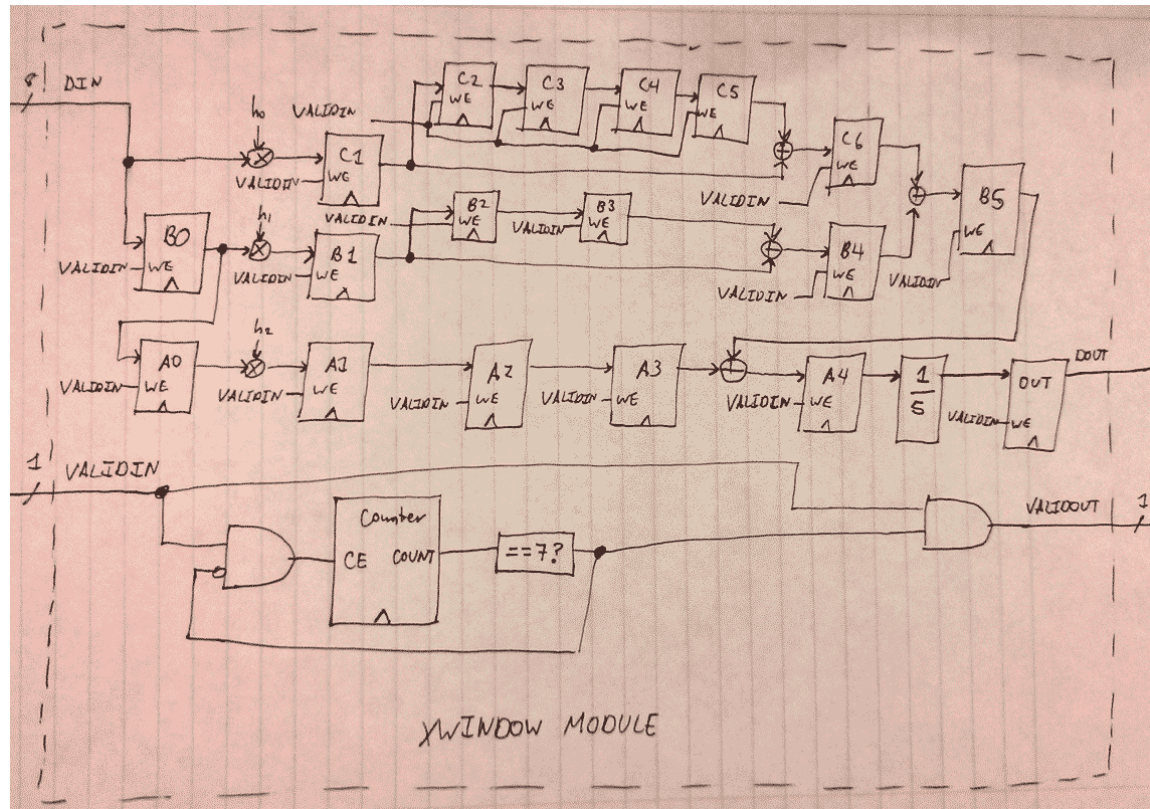 8 DIN
C2 C3 C4 C5
WE WE WE WE
VALIDIN
h₀
C1
C6
VALIDIN WE
WE
VALIDIN
B2 B3
VALIDIN WE VALIDIN WE
h₁
B0
B1
B4
B5
VALIDIN WE
VALIDIN WE
VALIDIN WE
VALIDIN WE
h₂
A0 A1 A2 A3 A4
1
5
OUT
DOUT
VALIDIN WE VALIDIN WE VALIDIN WE VALIDIN WE VALIDIN WE VALIDIN WE
1 VALIDIN
Counter
CE COUNT
==7?
VALIDOUT 1
XWINDOW MODULE